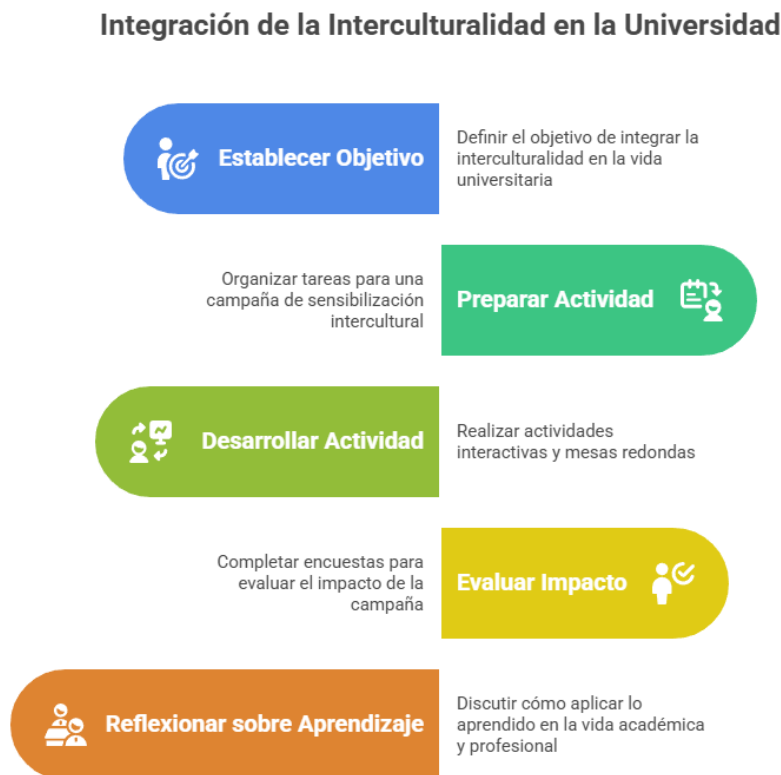 Integración de la Interculturalidad en la Universidad
Establecer Objetivo
Definir el objetivo de integrar la
interculturalidad en la vida
universitaria
Organizar tareas para una
campaña de sensibilización
intercultural
Preparar Actividad
Desarrollar Actividad
Realizar actividades
interactivas y mesas redondas
Completar encuestas para
evaluar el impacto de la
campaña
Evaluar Impacto
Reflexionar sobre Aprendizaje
Discutir cómo aplicar lo
aprendido en la vida académica
y profesional